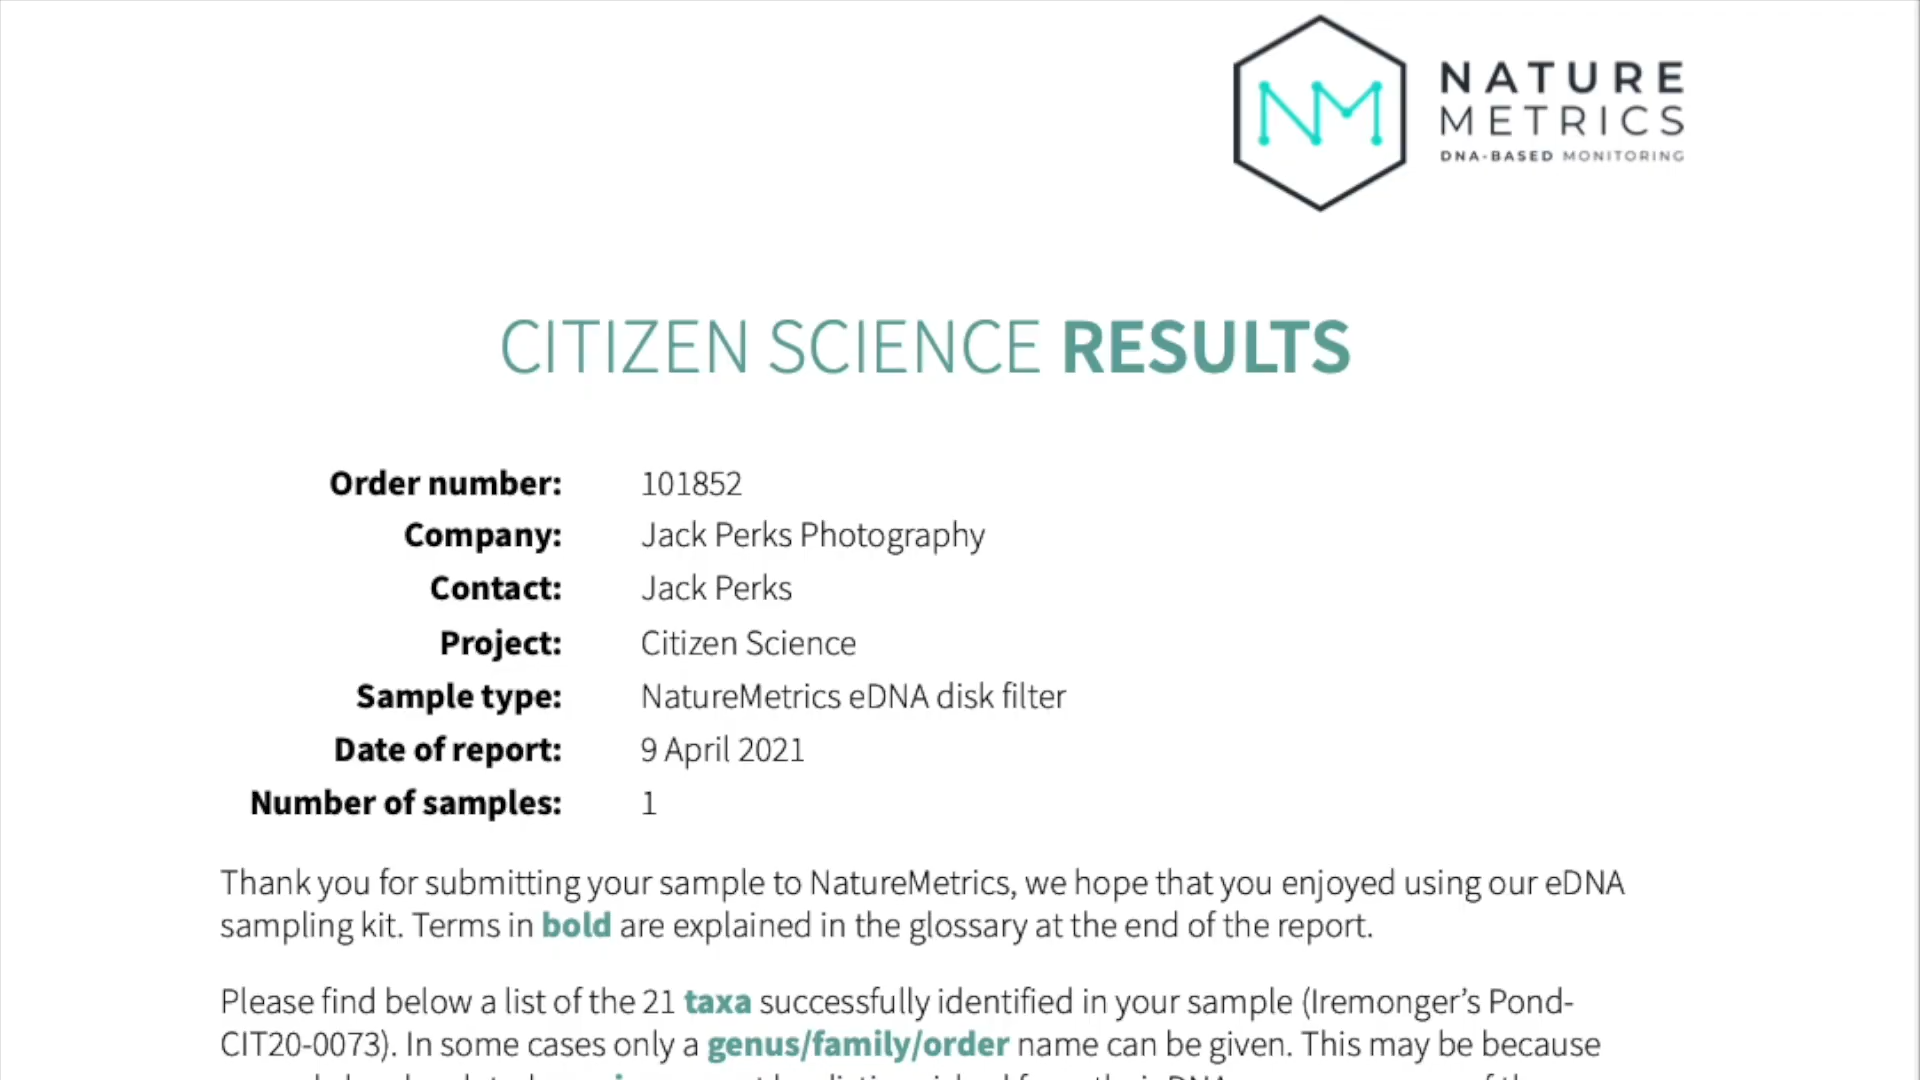 NATURE
METRICS
DNA-BASED MONITORING
CITIZEN SCIENCE RESULTS
Order number: 101852
Company: Jack Perks Photography
Contact: Jack Perks
Project: Citizen Science
Sample type: NatureMetrics eDNA disk filter
Date of report: 9 April 2021
Number of samples: 1
Thank you for submitting your sample to NatureMetrics, we hope that you enjoyed using our eDNA
sampling kit. Terms in bold are explained in the glossary at the end of the report.
Please find below a list of the 21 taxa successfully identified in your sample (Iremonger's Pond-
CIT20-0073). In some cases only a genus/family/order name can be given. This may be because